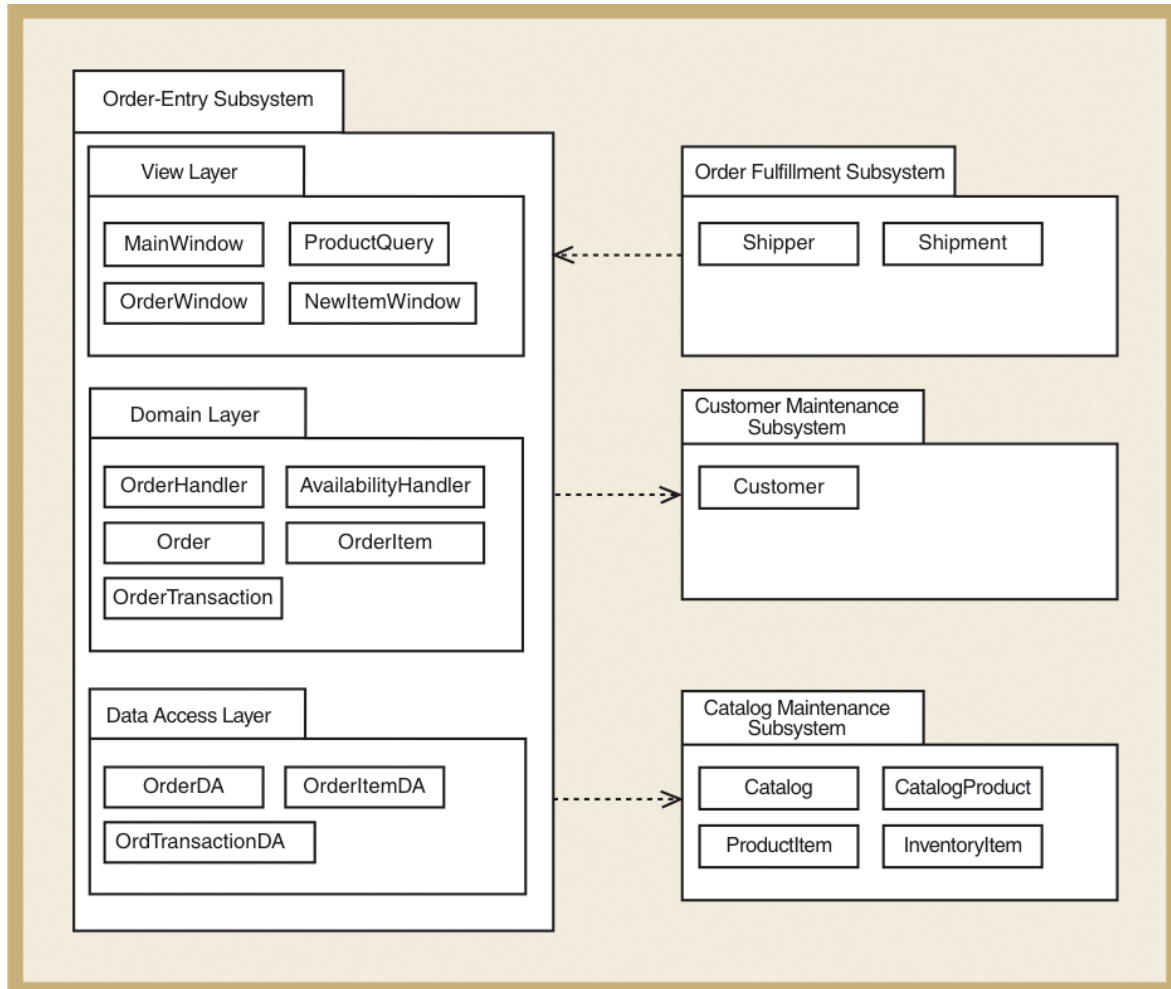 Order-Entry Subsystem
View Layer
MainWindow
ProductQuery
OrderWindow
NewItemWindow
Domain Layer
OrderHandler
AvailabilityHandler
Order
OrderItem
OrderTransaction
Data Access Layer
OrderDA
OrderItemDA
OrdTransactionDA
Order Fulfillment Subsystem
Shipper
Shipment
Customer Maintenance
Subsystem
Customer
Catalog Maintenance
Subsystem
Catalog
CatalogProduct
ProductItem
InventoryItem